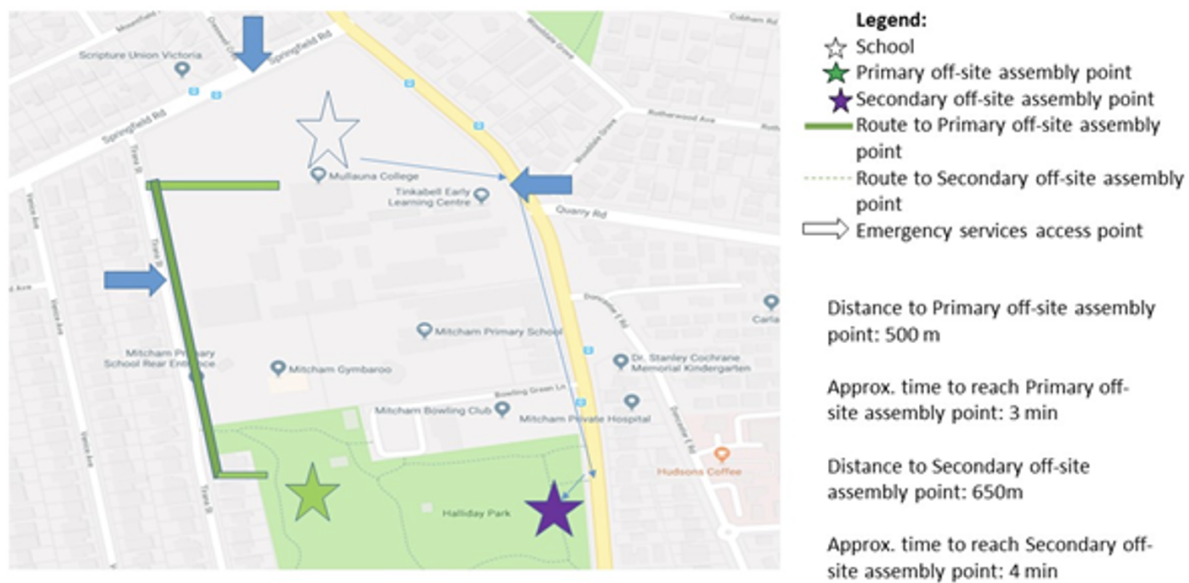 Cobham Rd
Springfield Rd
Scripture Union Victoria
Springfield Rd
Rotherwood Ave
Mullauna College
Tinkabell Early
Learning Centre
Quarry Rd
Mitcham Primary School
Mitcham Primary
School Rear Entrance
Mitcham Gymbaroo
Dr. Stanley Cochrane
Memorial Kindergarten
Carla
Bowling Green Ln
Mitcham Bowling Club
Mitcham Private Hospital
Hudsons Coffee
Halliday Park
Legend:
School
Primary off-site assembly point
Secondary off-site assembly point
Route to Primary off-site assembly
point
Route to Secondary off-site assembly
point
Emergency services access point
Distance to Primary off-site assembly
point: 500 m
Approx. time to reach Primary off-
site assembly point: 3 min
Distance to Secondary off-site
assembly point: 650m
Approx. time to reach Secondary off-
site assembly point: 4 min